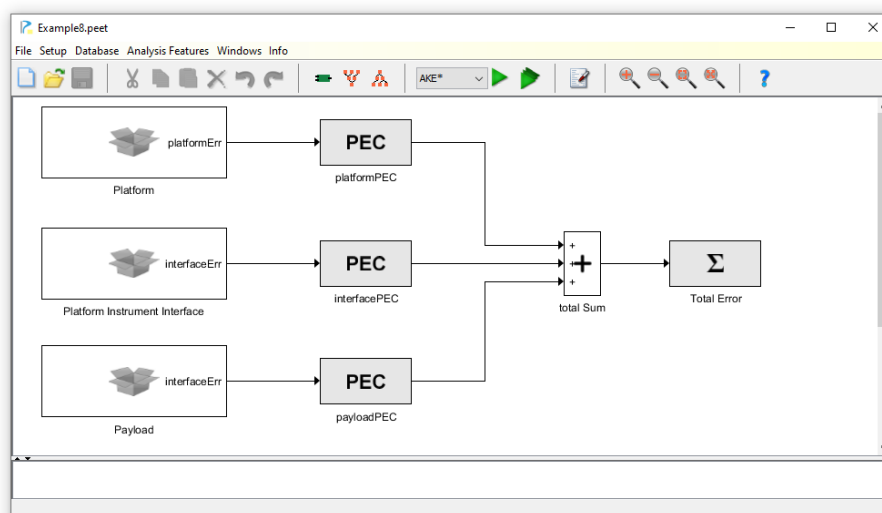 Example8.peet
File Setup Database Analysis Features Windows Info
AKE*
?
platformErr
PEC
Platform
platformPEC
+
interfaceErr
PEC
+
+
Σ
Platform Instrument Interface
interfacePEC
+
total Sum
Total Error
interfaceErr
PEC
Payload
payloadPEC